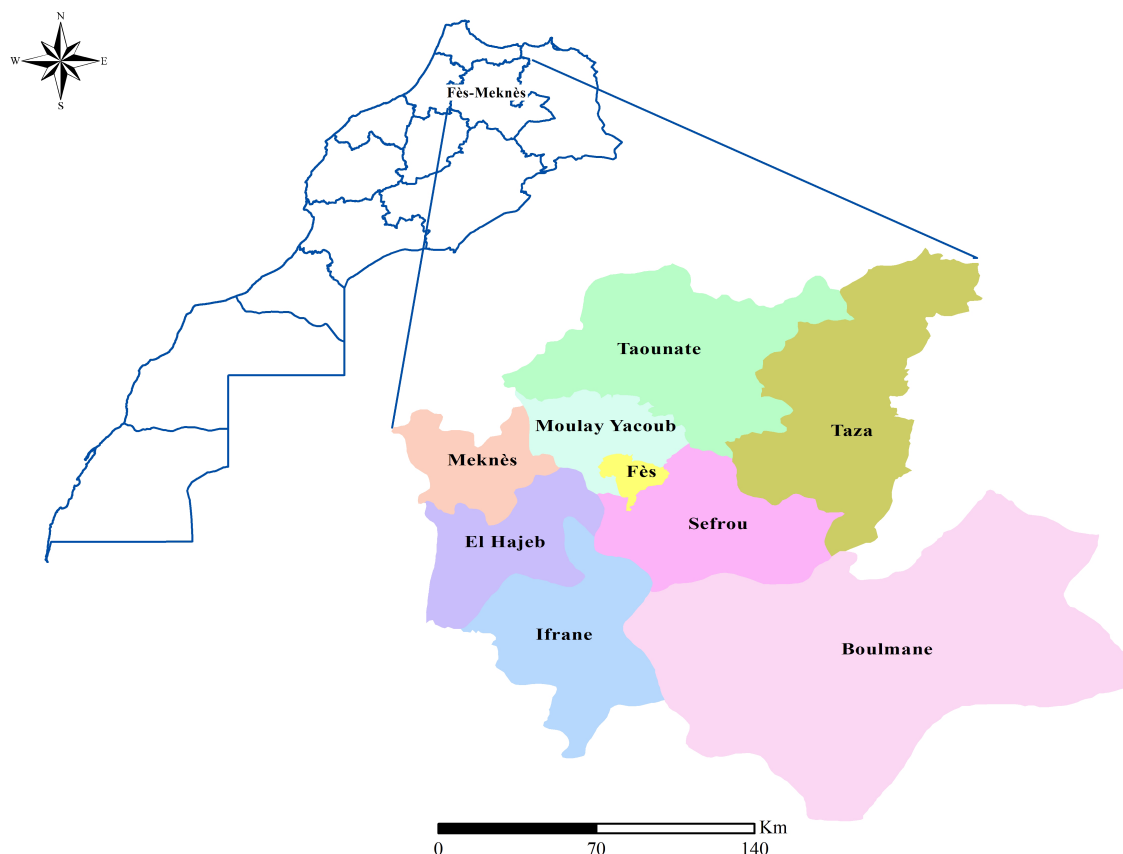 N
W E
S
Fès-Meknès
Taounate
Moulay Yacoub
Taza
Meknès
Fès
Sefrou
El Hajeb
Ifrane
Boulmane
Km
0 70 140